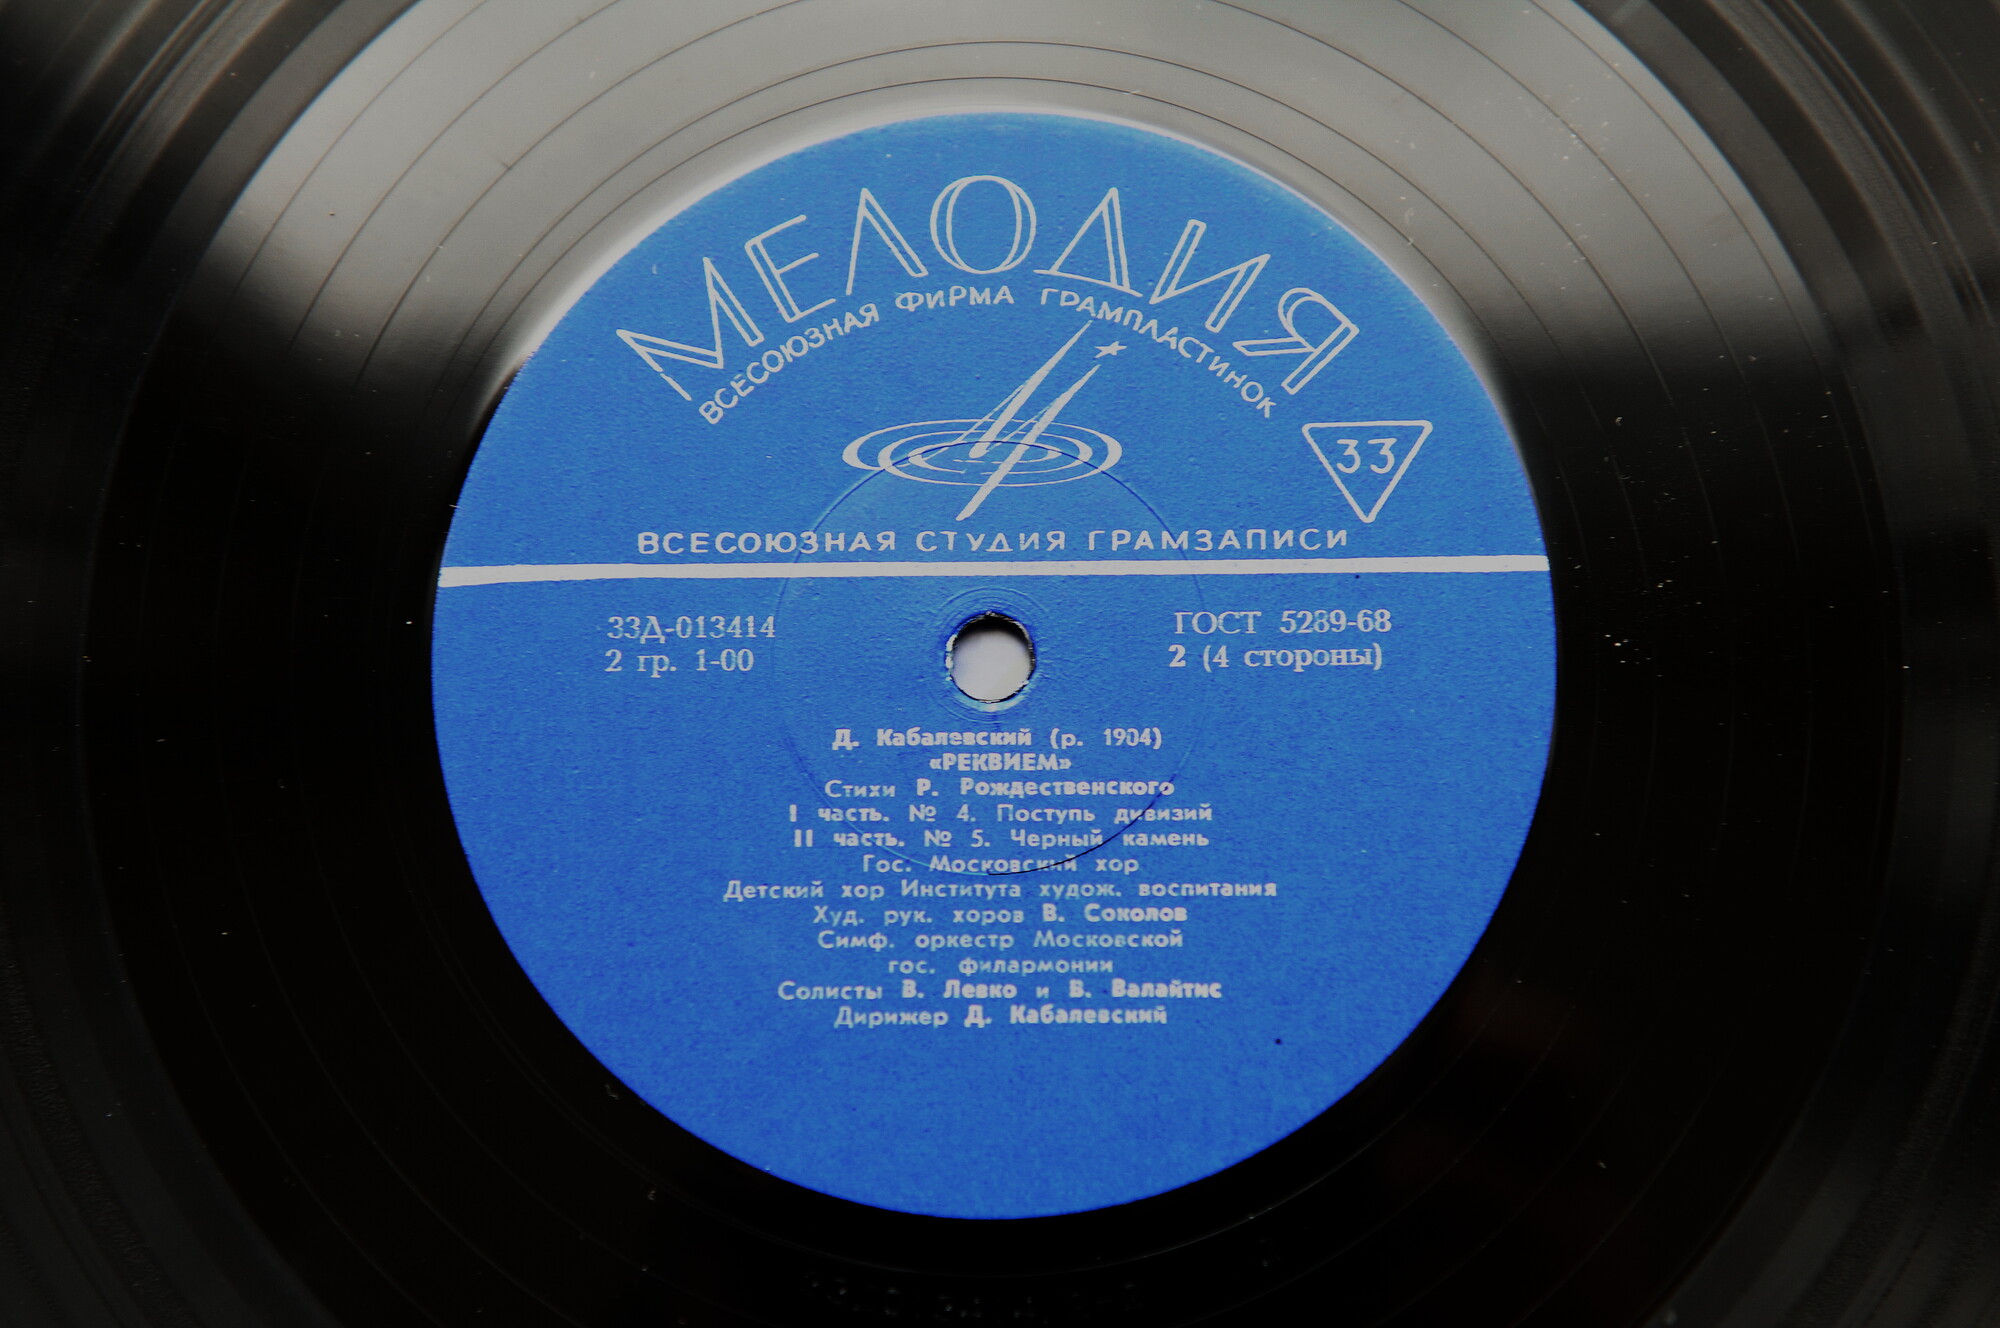 МЕЛОДИЯ
ВСЕСОЮЗНАЯ ФИРМА ГРАМПЛАСТИНОК
33
ВСЕСОЮЗНАЯ СТУДИЯ ГРАМЗАПИСИ
33Д-013414
2 гр. 1-00
ГОСТ 5289-68
2 (4 стороны)
Д. Кабалевский (р. 1904)
«РЕКВИЕМ»
Стихи Р. Рождественского
I часть. № 4. Поступь дивизий
II часть. № 5. Черный камень
Гос. Московский хор
Детский хор Института худож. воспитания
Худ. рук. хоров В. Соколов
Симф. оркестр Московской
гос. филармонии
Солисты В. Левко и В. Валайтис
Дирижер Д. Кабалевский